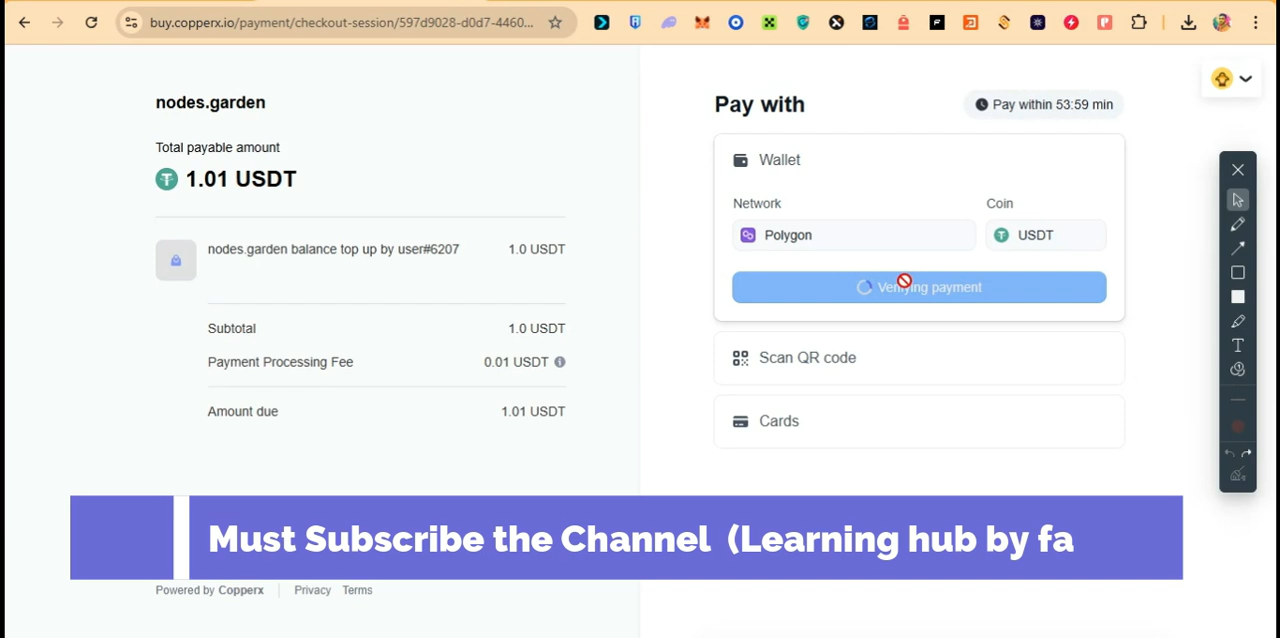 buy.copperx.io/payment/checkout-session/597d9028-d0d7-4460...
nodes.garden
Total payable amount
1.01 USDT
nodes.garden balance top up by user#6207 1.0 USDT
Subtotal 1.0 USDT
Payment Processing Fee 0.01 USDT
Amount due 1.01 USDT
Pay with
Pay within 53:59 min
Wallet
Network Coin
Polygon USDT
Verifying payment
Scan QR code
Cards
Must Subscribe the Channel (Learning hub by fa
Powered by Copperx Privacy Terms